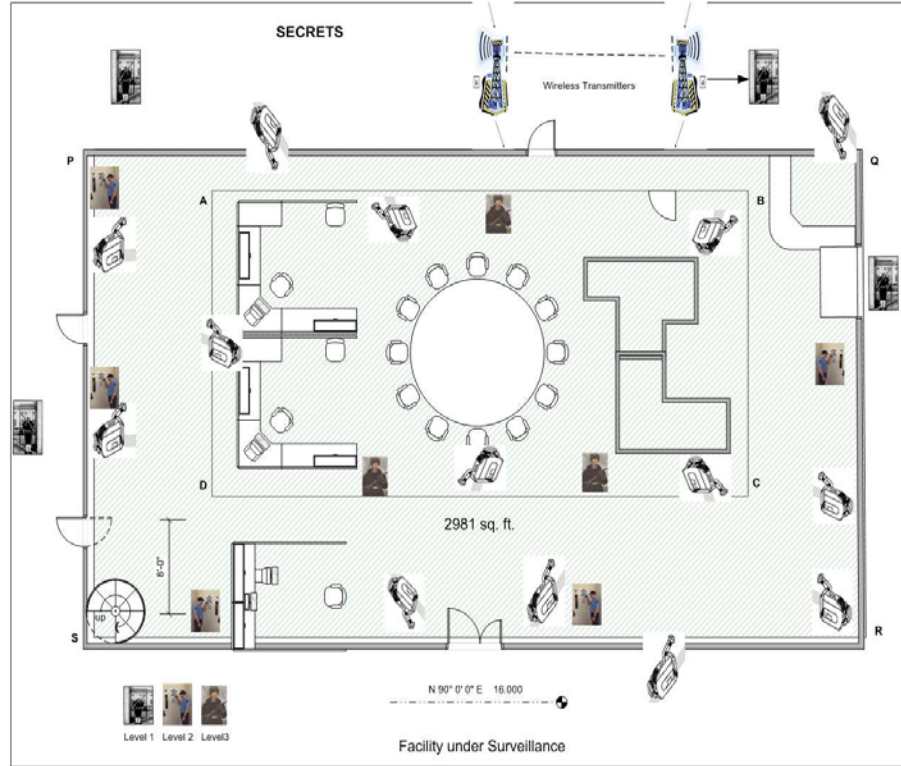 SECRETS
Wireless Transmitters
P
Q
A
B
D
C
2981 sq. ft.
6'-0"
up
S
R
N 90° 0' 0" E 16.000
Level 1 Level 2 Level3
Facility under Surveillance